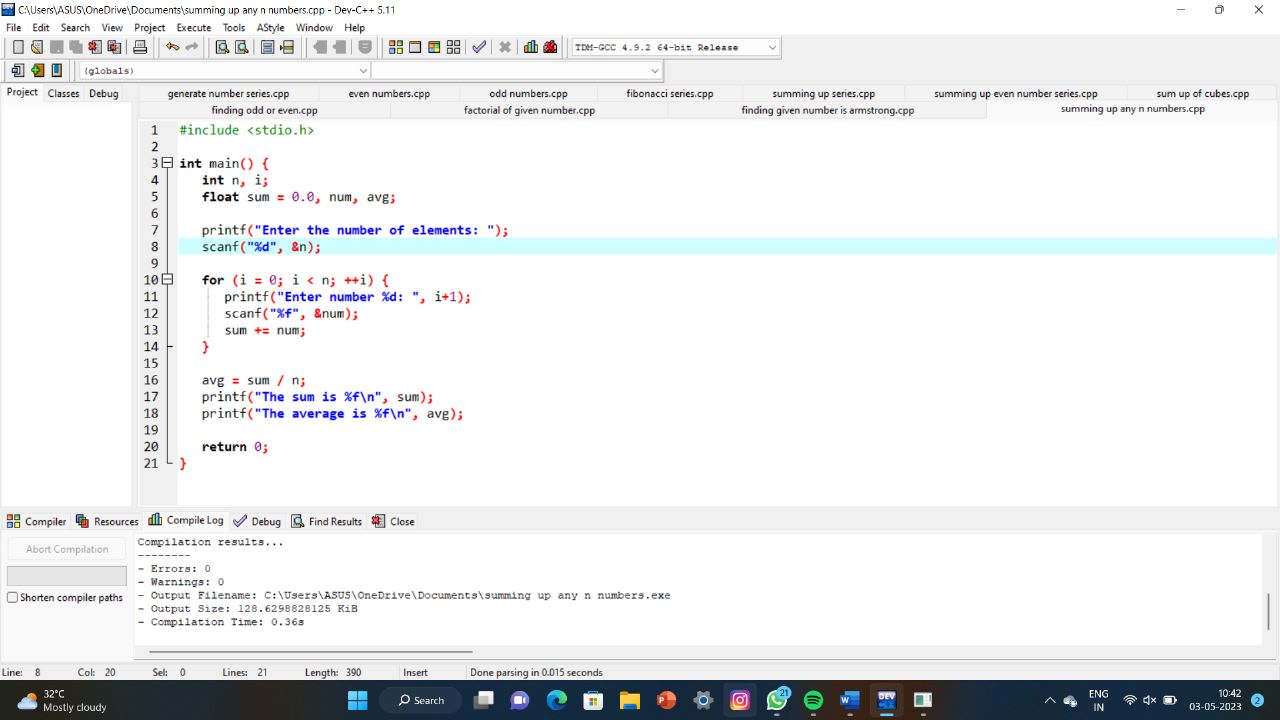 C:\Users\ASUS\OneDrive\Documents\summing up any n numbers.cpp - Dev-C++ 5.11
File Edit Search View Project Execute Tools AStyle Window Help
TDM-GCC 4.9.2 64-bit Release
(globals)
Project Classes Debug
generate number series.cpp even numbers.cpp odd numbers.cpp fibonacci series.cpp summing up series.cpp summing up even number series.cpp sum up of cubes.cpp
finding odd or even.cpp factorial of given number.cpp finding given number is armstrong.cpp summing up any n numbers.cpp
1 #include <stdio.h>
2
3 int main() {
4 int n, i;
5 float sum = 0.0, num, avg;
6
7 printf("Enter the number of elements: ");
8 scanf("%d", &n);
9
10 for (i = 0; i < n; ++i) {
11 printf("Enter number %d: ", i+1);
12 scanf("%f", &num);
13 sum += num;
14 }
15
16 avg = sum / n;
17 printf("The sum is %f\n", sum);
18 printf("The average is %f\n", avg);
19
20 return 0;
21 }
Compiler Resources Compile Log Debug Find Results Close
Abort Compilation
Shorten compiler paths
Compilation results...
--------
- Errors: 0
- Warnings: 0
- Output Filename: C:\Users\ASUS\OneDrive\Documents\summing up any n numbers.exe
- Output Size: 128.6298828125 KiB
- Compilation Time: 0.36s
Line: 8 Col: 20 Sel: 0 Lines: 21 Length: 390 Insert Done parsing in 0.015 seconds
32°C
Mostly cloudy
Search
21
DEV
ENG
IN
10:42
03-05-2023
2